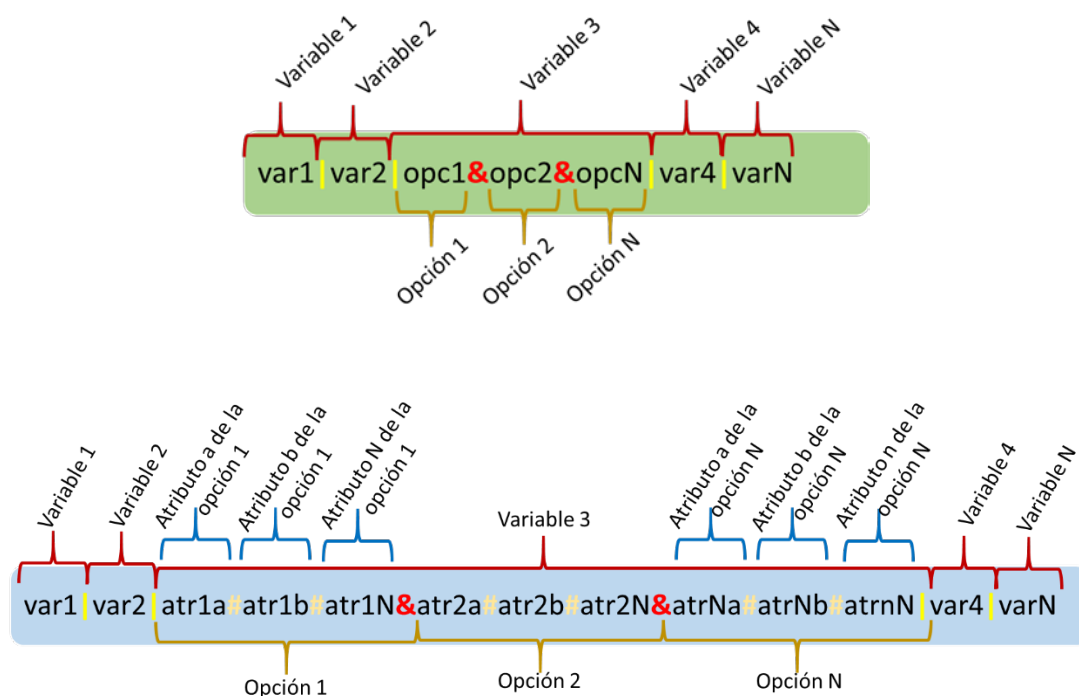 Variable 1
Variable 2
Variable 3
Variable 4
Variable N
var1|var2|opc1&opc2&opcN|var4|varN
Opción 1
Opción 2
Opción N
Variable 1
Variable 2
Atributo a de la
opción 1
Atributo b de la
opción 1
Atributo N de la
opción 1
Variable 3
Atributo a de la
opción N
Atributo b de la
opción N
Atributo n de la
opción N
Variable 4
Variable N
var1|var2|atr1a#atr1b#atr1N&atr2a#atr2b#atr2N&atrNa#atrNb#atrnN|var4|varN
Opción 1
Opción 2
Opción N